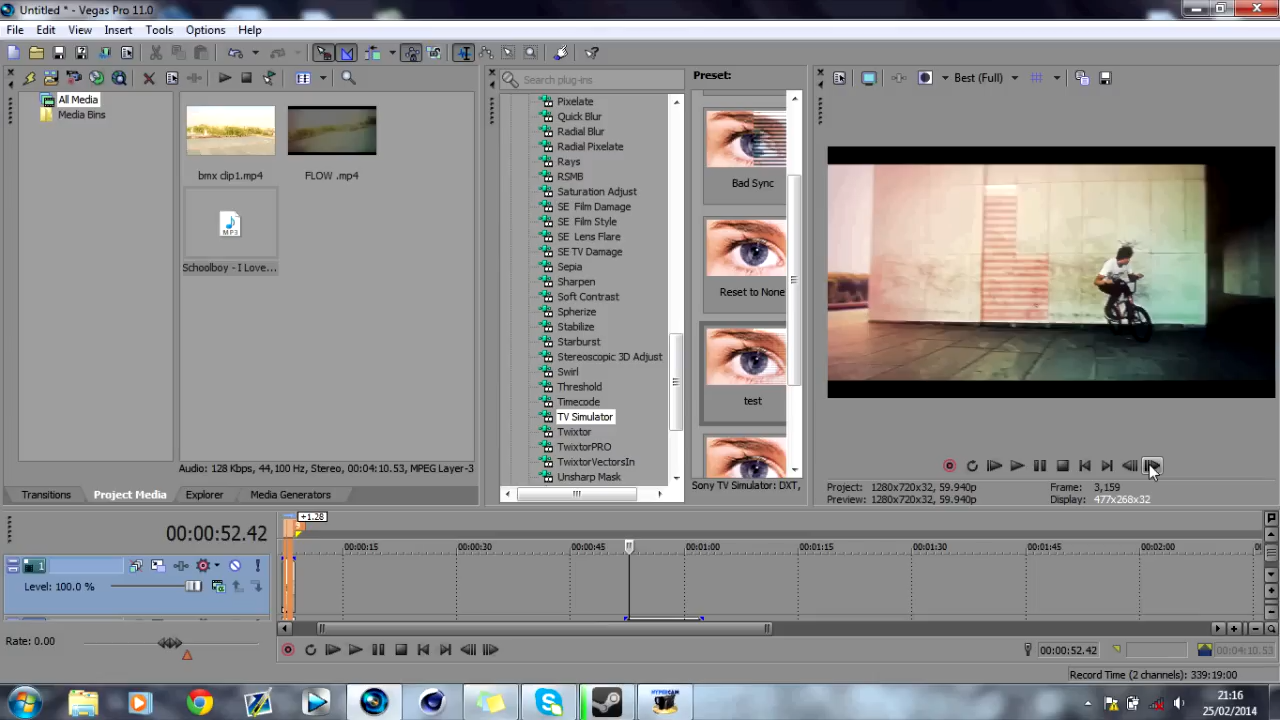 Untitled * - Vegas Pro 11.0
File Edit View Insert Tools Options Help
All Media
Media Bins
bmx clip1.mp4
FLOW .mp4
MP3
Schoolboy - I Love...
Audio: 128 Kbps, 44,100 Hz, Stereo, 00:04:10.53, MPEG Layer-3
Transitions Project Media Explorer Media Generators
Search plug-ins
Pixelate
Quick Blur
Radial Blur
Radial Pixelate
Rays
RSMB
Saturation Adjust
SE Film Damage
SE Film Style
SE Lens Flare
SE TV Damage
Sepia
Sharpen
Soft Contrast
Spherize
Stabilize
Starburst
Stereoscopic 3D Adjust
Swirl
Threshold
Timecode
TV Simulator
Twixtor
TwixtorPRO
TwixtorVectorsIn
Unsharp Mask
Preset:
Bad Sync
Reset to None
test
Sony TV Simulator: DXT,
Best (Full)
Project: 1280x720x32, 59.940p
Preview: 1280x720x32, 59.940p
Frame: 3,159
Display: 477x268x32
00:00:52.42
+1.28
00:00:15 00:00:30 00:00:45 00:01:00 00:01:15 00:01:30 00:01:45 00:02:00
1
Level: 100.0 %
Rate: 0.00
00:00:52.42
00:04:10.53
Record Time (2 channels): 339:19:00
HYPERCAM
21:16
25/02/2014